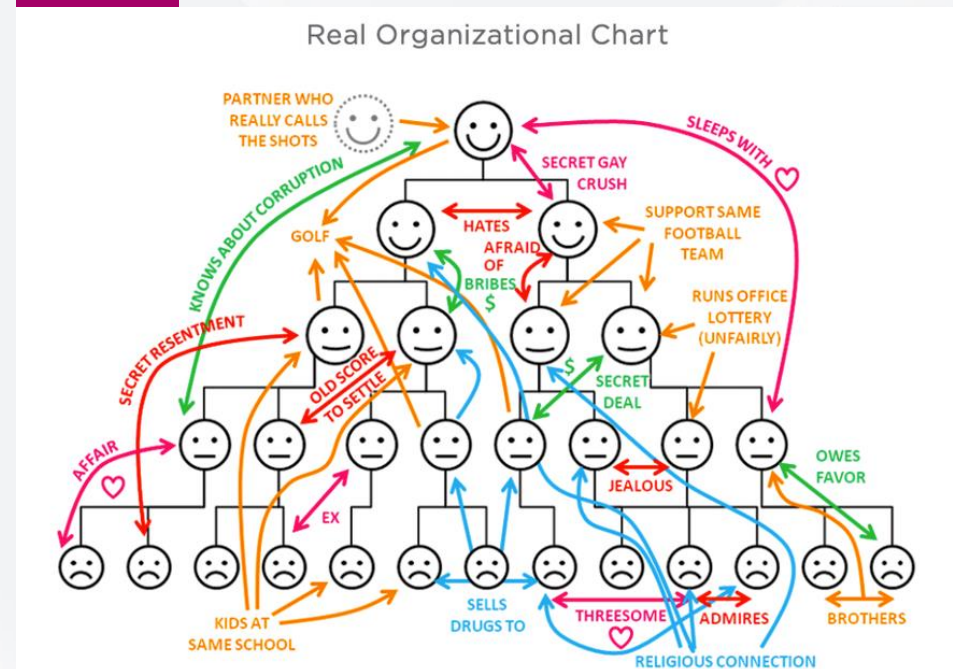 Real Organizational Chart
PARTNER WHO
REALLY CALLS
THE SHOTS
SLEEPS WITH
SECRET GAY
CRUSH
KNOWS ABOUT CORRUPTION
GOLF
HATES
AFRAID
OF
SUPPORT SAME
FOOTBALL
TEAM
BRIBES
$
RUNS OFFICE
LOTTERY
(UNFAIRLY)
SECRET RESENTMENT
OLD SCORE
TO SETTLE
$
SECRET
DEAL
AFFAIR
OWES
FAVOR
JEALOUS
EX
KIDS AT
SAME SCHOOL
SELLS
DRUGS TO
THREESOME
ADMIRES
BROTHERS
RELIGIOUS CONNECTION